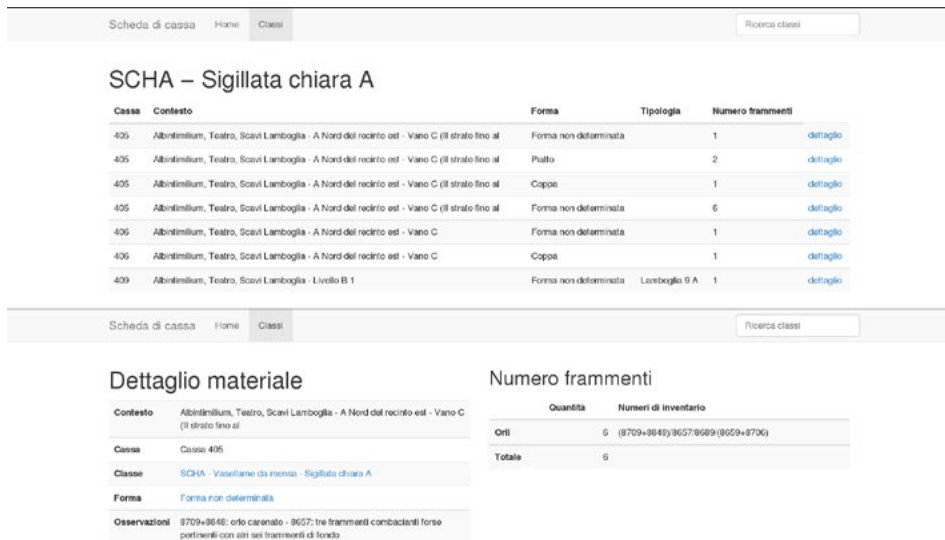 Scheda di cassa Home Classi Ricerca classi
SCHA – Sigillata chiara A
Cassa Contesto Forma Tipologia Numero frammenti
405 Albintimilium, Teatro, Scavi Lamboglia - A Nord del recinto est - Vano C (II strato fino al Forma non determinata 1 dettaglio
405 Albintimilium, Teatro, Scavi Lamboglia - A Nord del recinto est - Vano C (II strato fino al Piatto 2 dettaglio
405 Albintimilium, Teatro, Scavi Lamboglia - A Nord del recinto est - Vano C (II strato fino al Coppa 1 dettaglio
405 Albintimilium, Teatro, Scavi Lamboglia - A Nord del recinto est - Vano C (II strato fino al Forma non determinata 6 dettaglio
406 Albintimilium, Teatro, Scavi Lamboglia - A Nord del recinto est - Vano C Forma non determinata 1 dettaglio
406 Albintimilium, Teatro, Scavi Lamboglia - A Nord del recinto est - Vano C Coppa 1 dettaglio
409 Albintimilium, Teatro, Scavi Lamboglia - Livello B 1 Forma non determinata Lamboglia 9 A 1 dettaglio
Scheda di cassa Home Classi Ricerca classi
Dettaglio materiale
Contesto Albintimilium, Teatro, Scavi Lamboglia - A Nord del recinto est - Vano C
(II strato fino al
Cassa Cassa 405
Classe SCHA - Vasellame da mensa - Sigillata chiara A
Forma Forma non determinata
Osservazioni 8709+8848: orlo carenato - 8657: tre frammenti combacianti forse
pertinenti con altri sei frammenti di fondo
Numero frammenti
Quantità Numeri di inventario
Orli 6 (8709+8848)/8657/8689/(8659+8706)
Totale 6